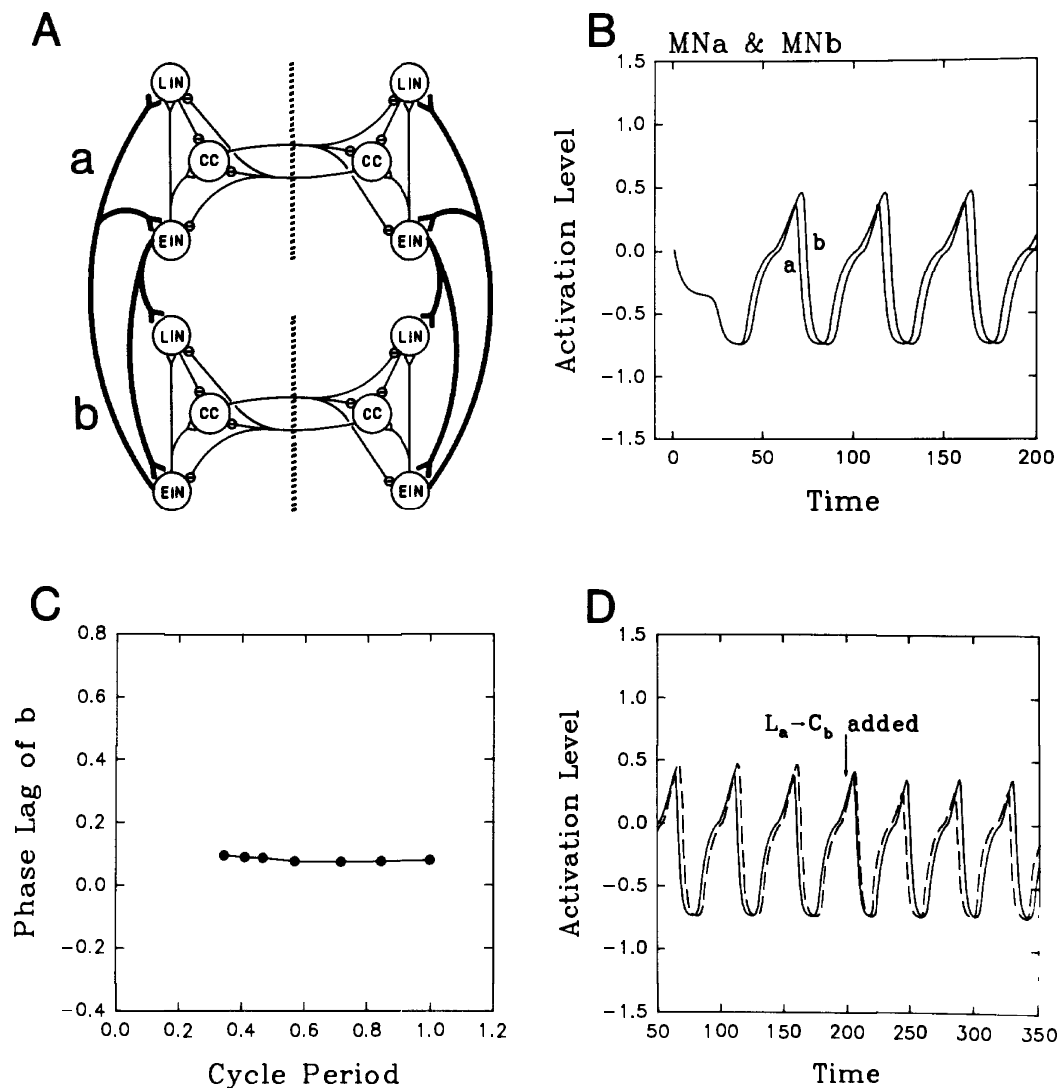 A
LIN LIN
a
CC CC
EIN EIN
LIN LIN
b
CC CC
EIN EIN
B
MNa & MNb
1.5
1.0
0.5
0.0
−0.5
−1.0
−1.5
Activation Level
b
a
0 50 100 150 200
Time
C
0.8
0.6
0.4
0.2
0.0
−0.2
−0.4
Phase Lag of b
0.0 0.2 0.4 0.6 0.8 1.0 1.2
Cycle Period
D
1.5
1.0
0.5
0.0
−0.5
−1.0
−1.5
Activation Level
La→Cb added
50 100 150 200 250 300 350
Time